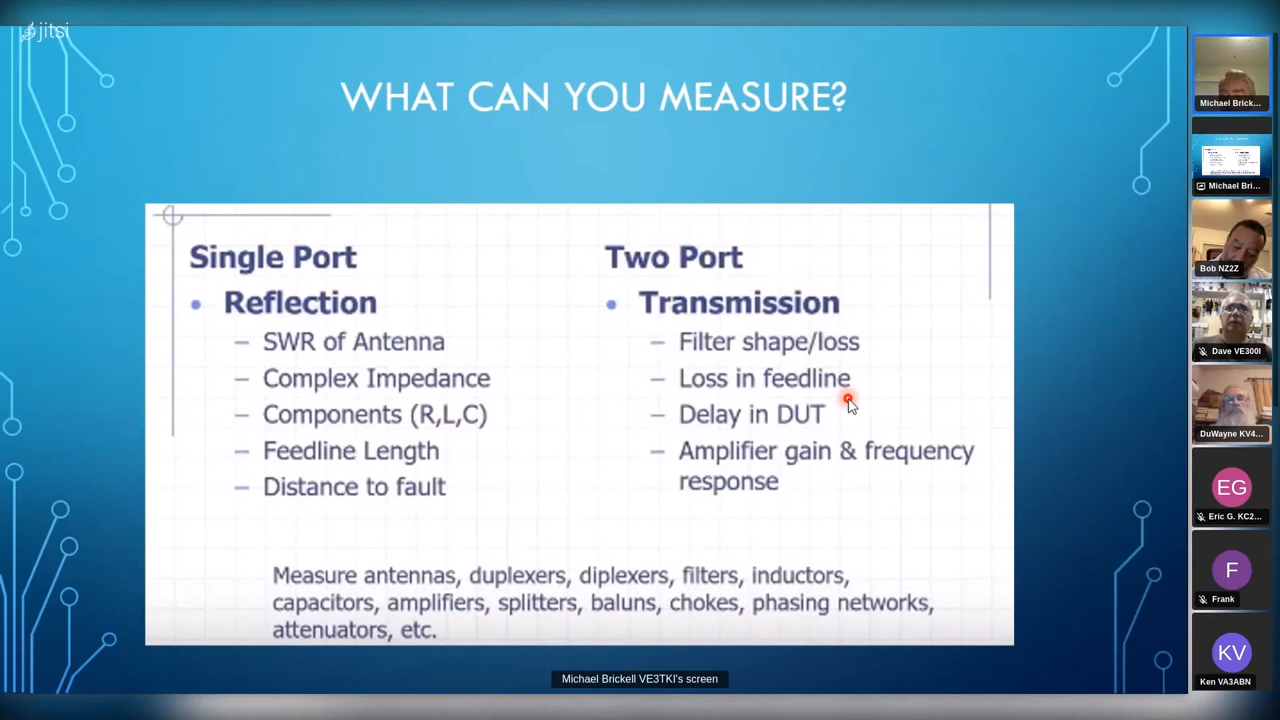 jitsi
WHAT CAN YOU MEASURE?
Single Port
• Reflection
– SWR of Antenna
– Complex Impedance
– Components (R,L,C)
– Feedline Length
– Distance to fault
Two Port
• Transmission
– Filter shape/loss
– Loss in feedline
– Delay in DUT
– Amplifier gain & frequency
response
Measure antennas, duplexers, diplexers, filters, inductors,
capacitors, amplifiers, splitters, baluns, chokes, phasing networks,
attenuators, etc.
Michael Brickell VE3TKI's screen
Michael Brick...
Michael Bri...
Bob NZ2Z
Dave VE3OOI
DuWayne KV4...
EG
Eric G. KC2...
F
Frank
KV
Ken VA3ABN